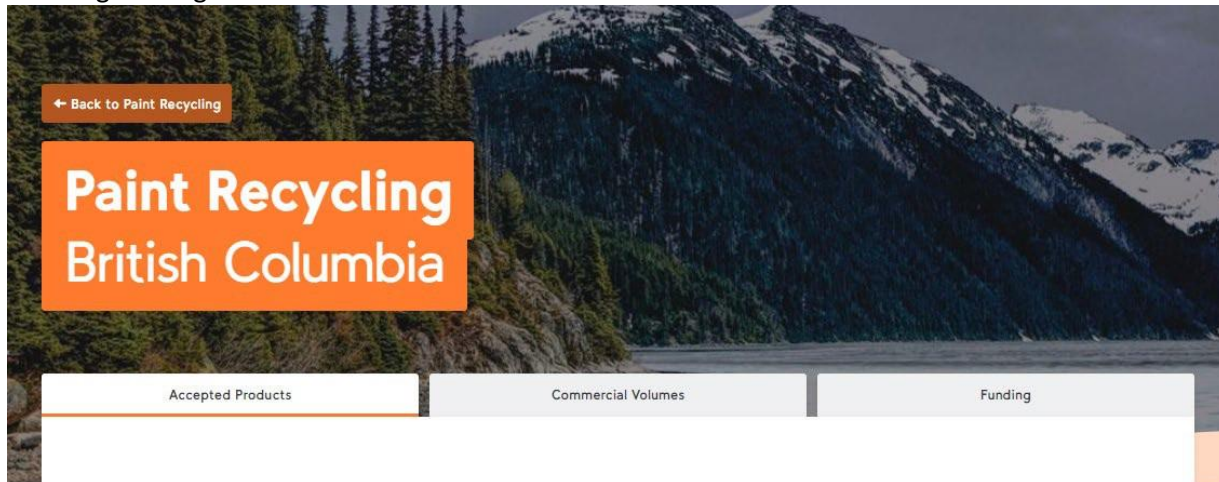 ← Back to Paint Recycling
Paint Recycling
British Columbia
Accepted Products
Commercial Volumes
Funding